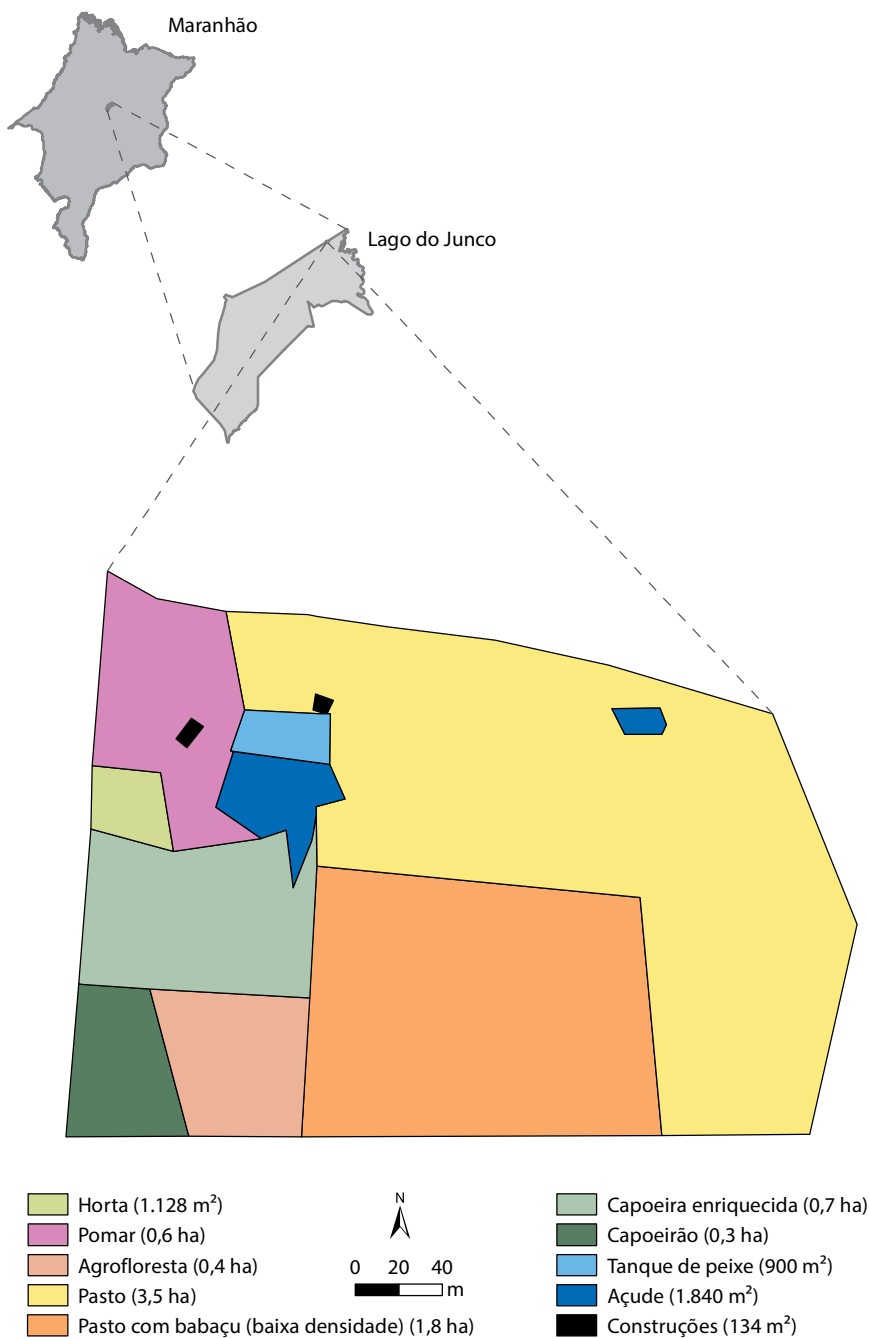 Maranhão
Lago do Junco
Horta (1.128 m²)
Pomar (0,6 ha)
Agrofloresta (0,4 ha)
Pasto (3,5 ha)
Pasto com babaçu (baixa densidade) (1,8 ha)
N
0 20 40
m
Capoeira enriquecida (0,7 ha)
Capoeirão (0,3 ha)
Tanque de peixe (900 m²)
Açude (1.840 m²)
Construções (134 m²)